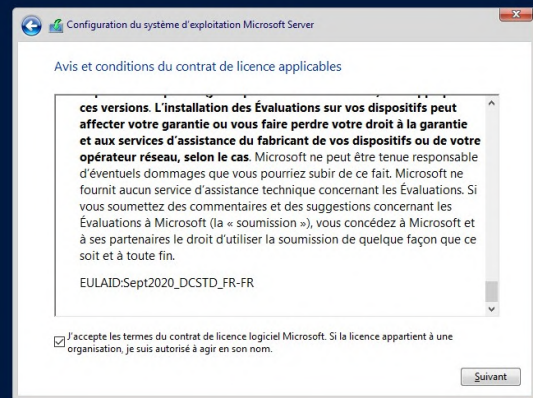 Configuration du système d'exploitation Microsoft Server
Avis et conditions du contrat de licence applicables
ces versions. L'installation des Évaluations sur vos dispositifs peut
affecter votre garantie ou vous faire perdre votre droit à la garantie
et aux services d'assistance du fabricant de vos dispositifs ou de votre
opérateur réseau, selon le cas. Microsoft ne peut être tenue responsable
d'éventuels dommages que vous pourriez subir de ce fait. Microsoft ne
fournit aucun service d'assistance technique concernant les Évaluations. Si
vous soumettez des commentaires et des suggestions concernant les
Évaluations à Microsoft (la « soumission »), vous concédez à Microsoft et
à ses partenaires le droit d'utiliser la soumission de quelque façon que ce
soit et à toute fin.
EULAID:Sept2020_DCSTD_FR-FR
J'accepte les termes du contrat de licence logiciel Microsoft. Si la licence appartient à une
organisation, je suis autorisé à agir en son nom.
Suivant